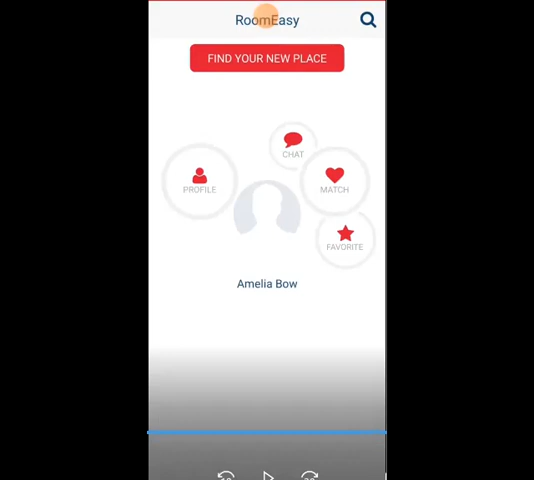 RoomEasy
FIND YOUR NEW PLACE
CHAT
PROFILE
MATCH
FAVORITE
Amelia Bow